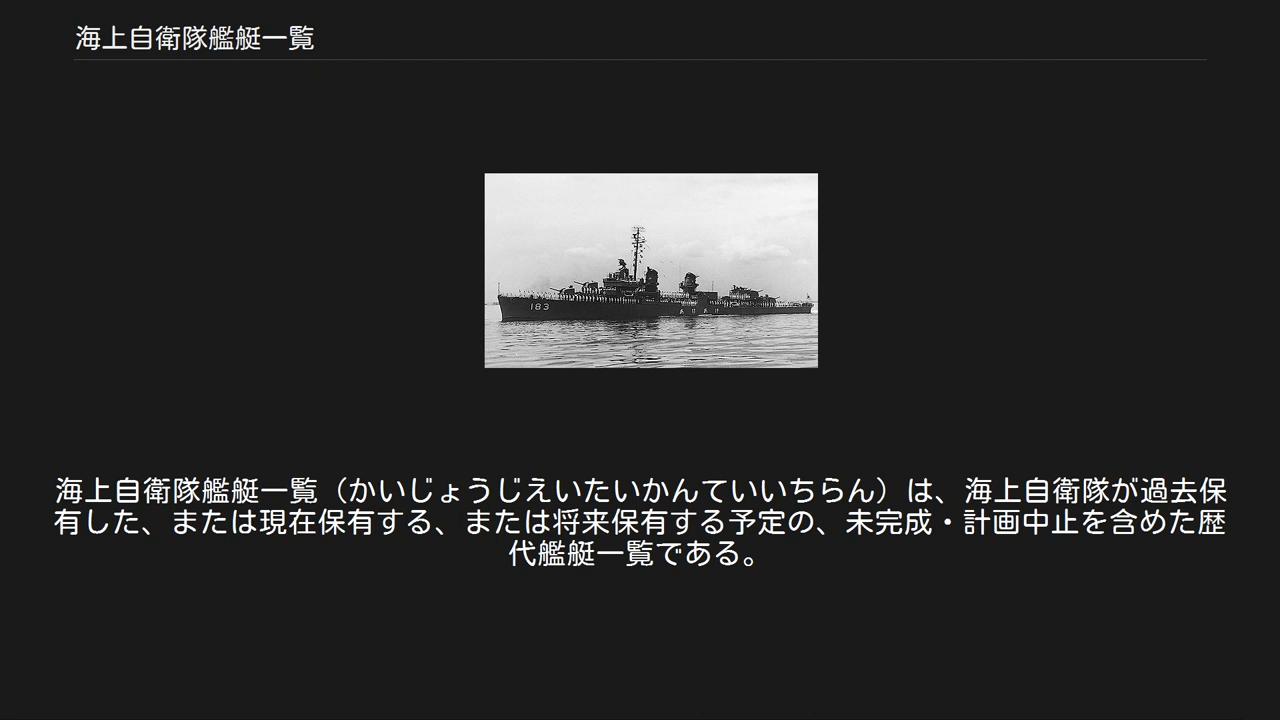 海上自衛隊艦艇一覧
183
海上自衛隊艦艇一覧（かいじょうじえいたいかんていいちらん）は、海上自衛隊が過去保
有した、または現在保有する、または将来保有する予定の、未完成・計画中止を含めた歴
代艦艇一覧である。